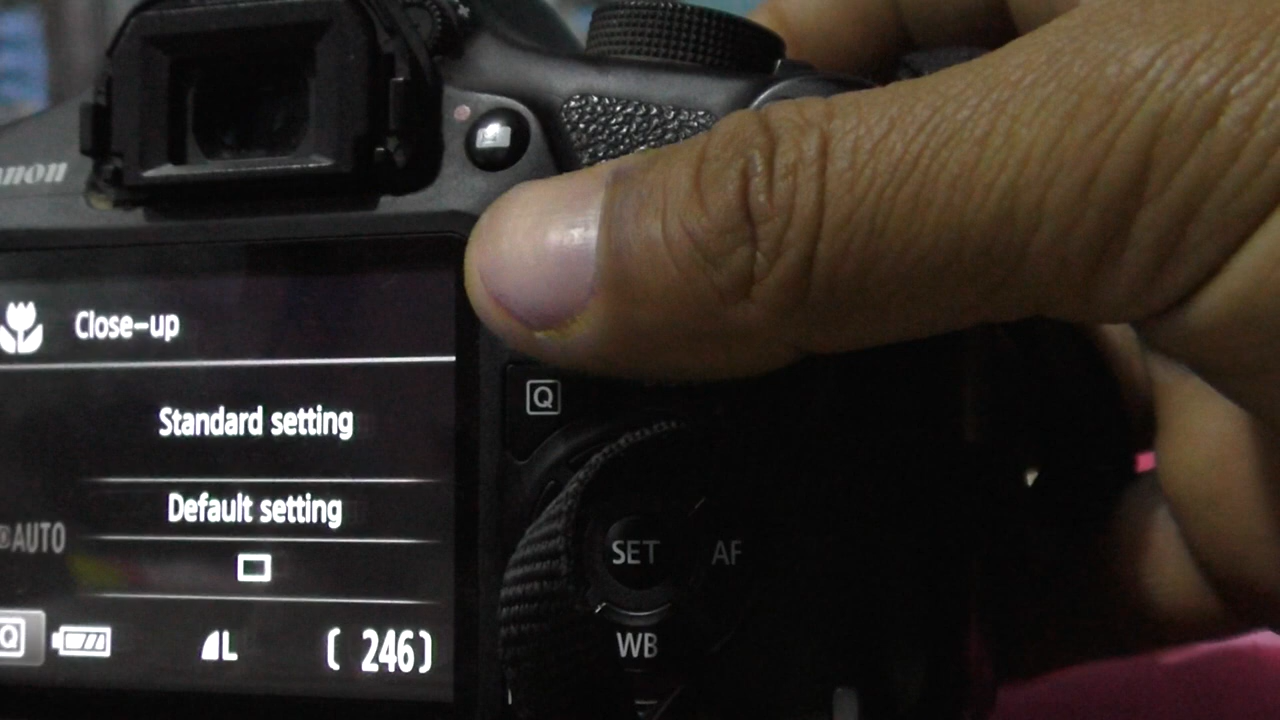 anon
Close-up
Standard setting
Default setting
AUTO
Q
L
( 246)
Q
SET
AF
WB